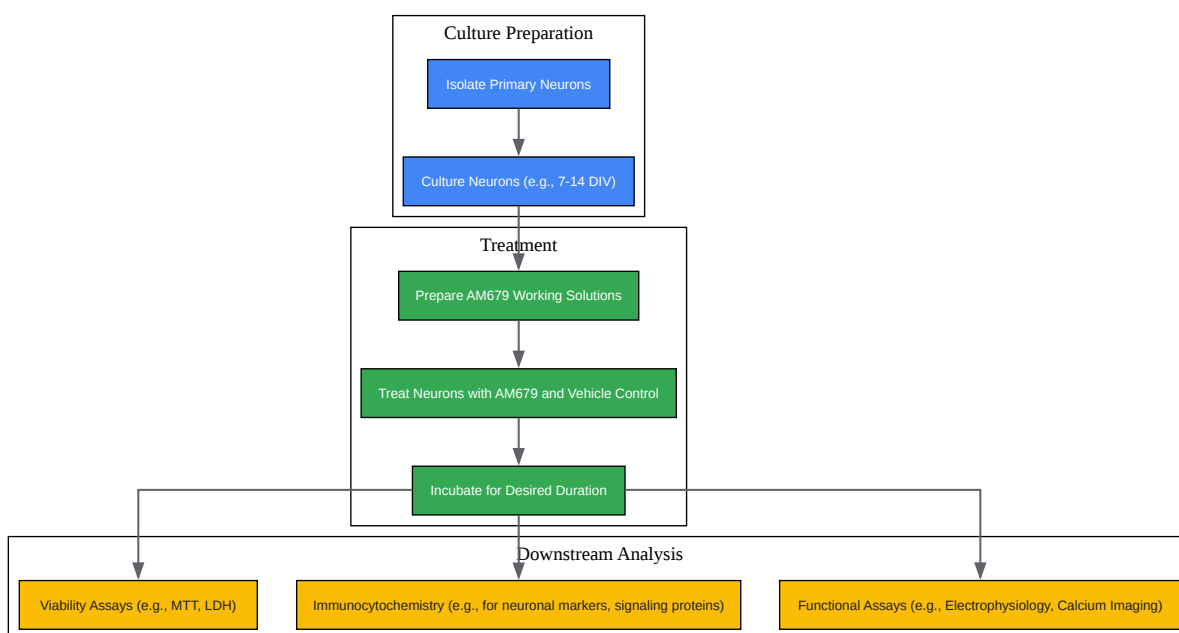 Culture Preparation
Isolate Primary Neurons
Culture Neurons (e.g., 7-14 DIV)
Treatment
Prepare AM679 Working Solutions
Treat Neurons with AM679 and Vehicle Control
Incubate for Desired Duration
Downstream Analysis
Viability Assays (e.g., MTT, LDH)
Immunocytochemistry (e.g., for neuronal markers, signaling proteins)
Functional Assays (e.g., Electrophysiology, Calcium Imaging)